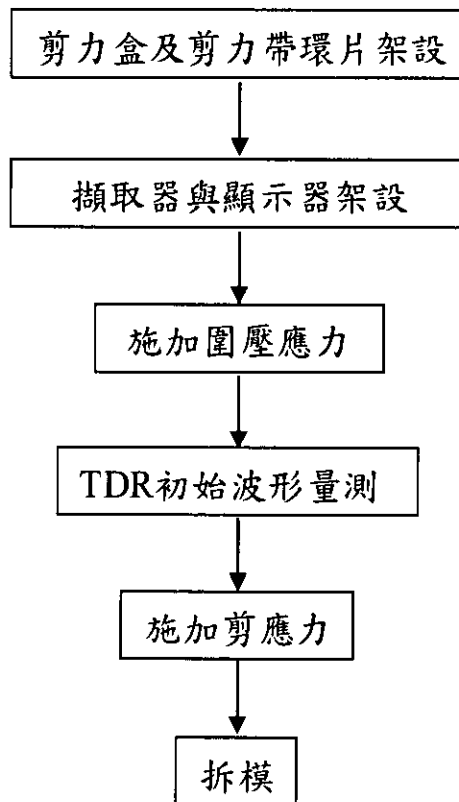 剪力盒及剪力帶環片架設
擷取器與顯示器架設
施加圍壓應力
TDR初始波形量測
施加剪應力
拆模